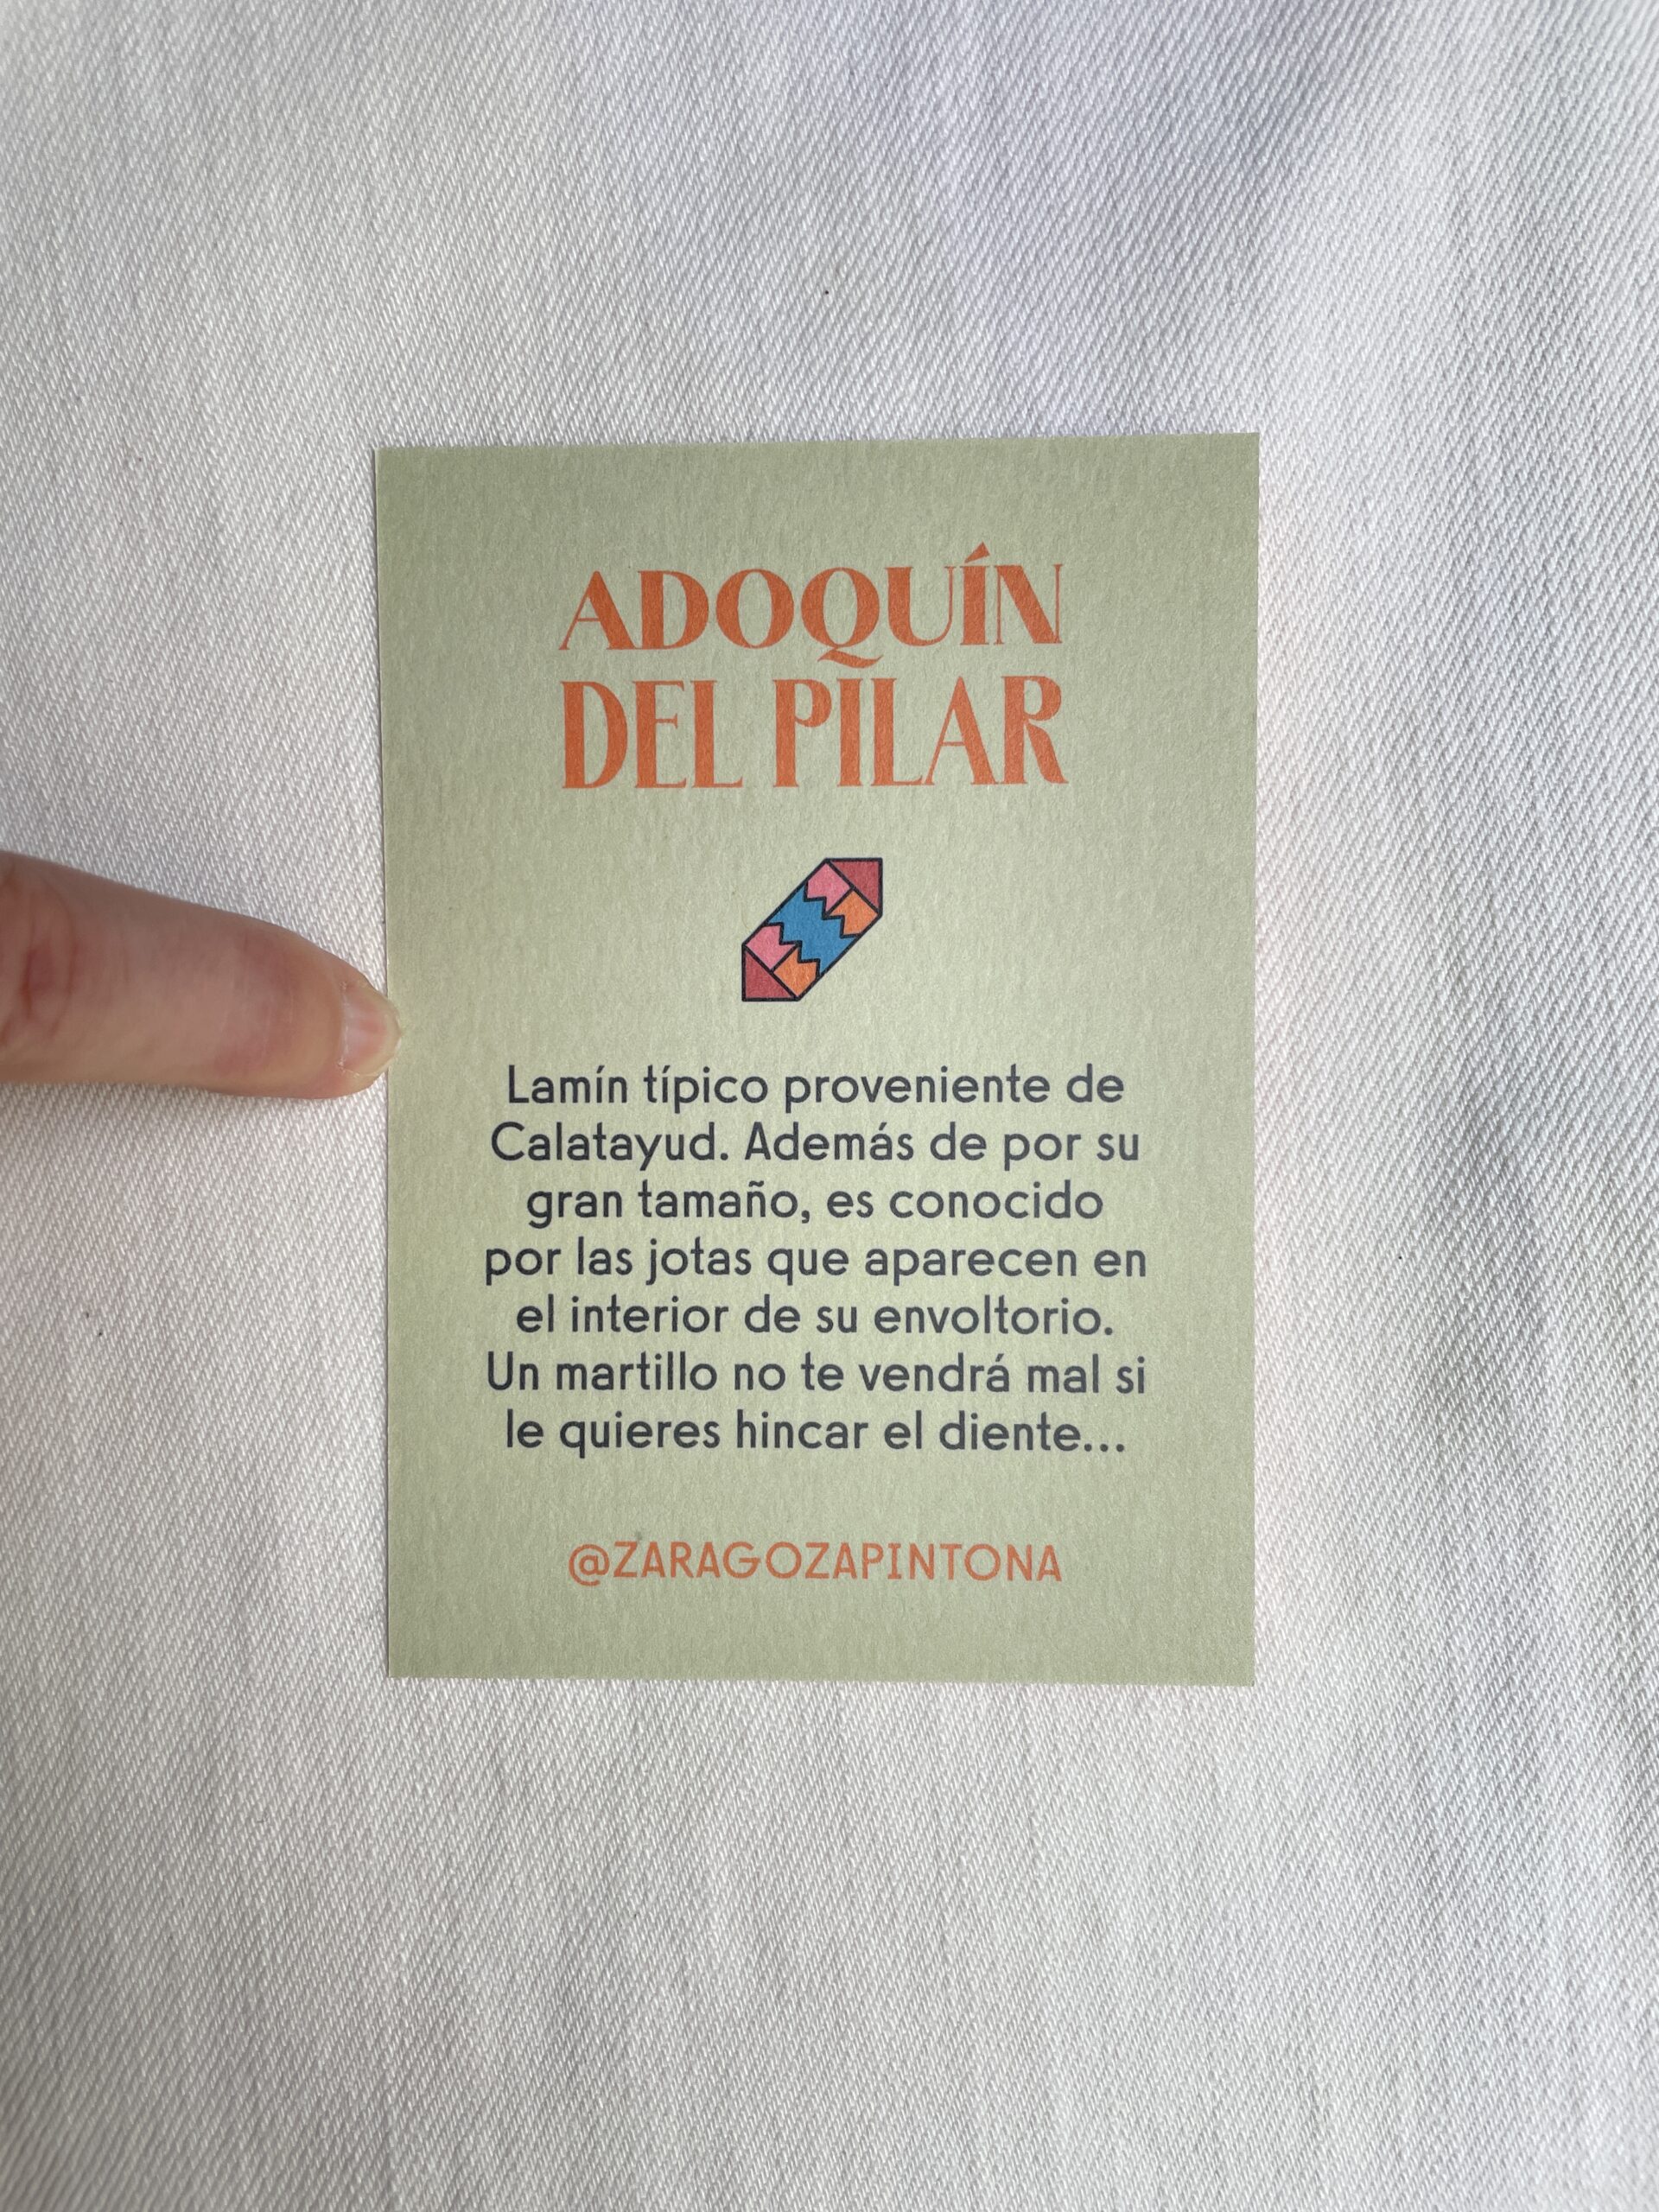 ADOQUÍN
DEL PILAR
Lamín típico proveniente de
Calatayud. Además de por su
gran tamaño, es conocido
por las jotas que aparecen en
el interior de su envoltorio.
Un martillo no te vendrá mal si
le quieres hincar el diente...
@ZARAGOZAPINTONA